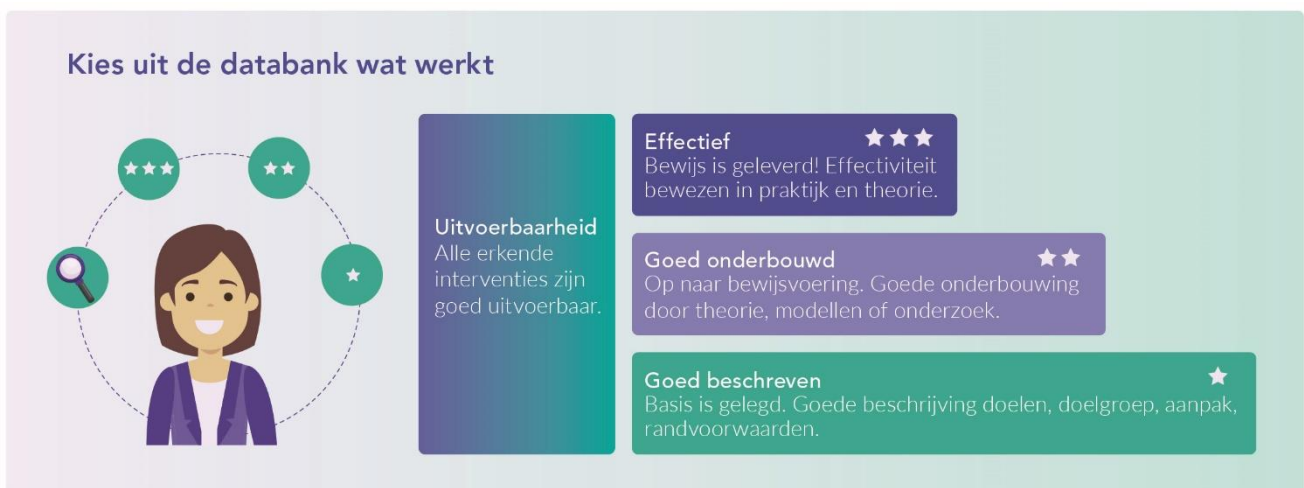 Kies uit de databank wat werkt
Uitvoerbaarheid
Alle erkende
interventies zijn
goed uitvoerbaar.
Effectief
Bewijs is geleverd! Effectiviteit
bewezen in praktijk en theorie.
Goed onderbouwd
Op naar bewijsvoering. Goede onderbouwing
door theorie, modellen of onderzoek.
Goed beschreven
Basis is gelegd. Goede beschrijving doelen, doelgroep, aanpak,
randvoorwaarden.